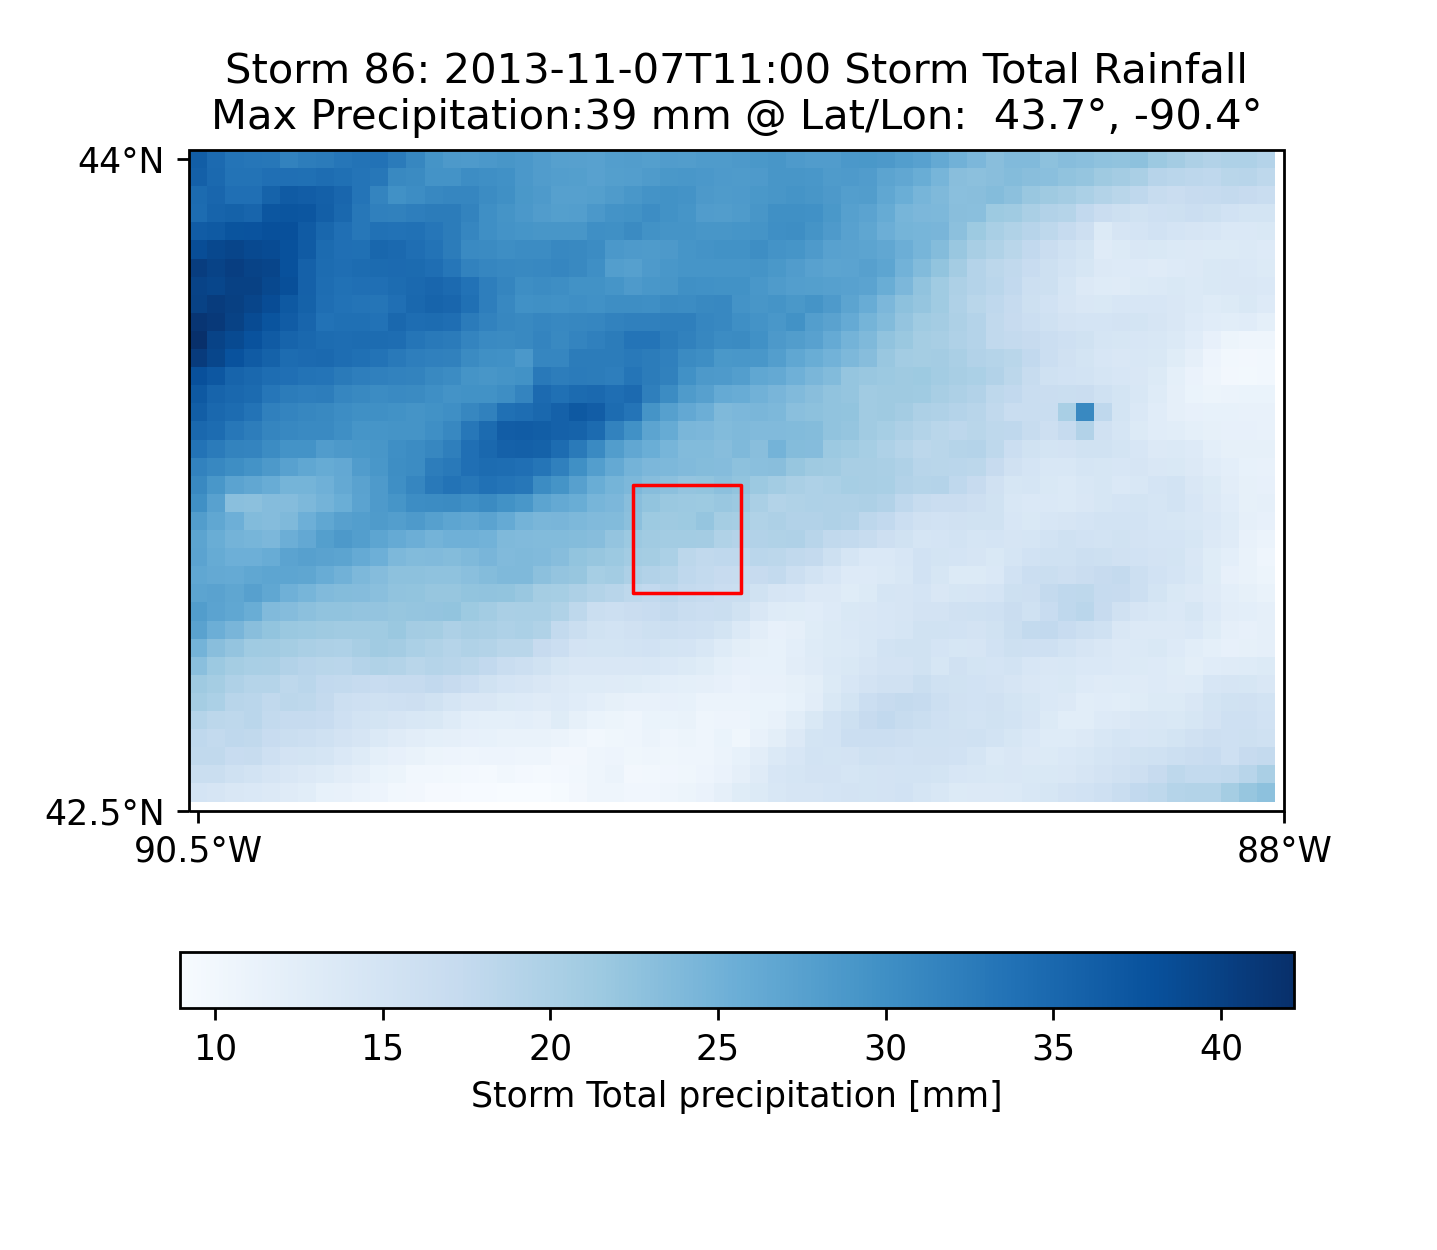 Storm 86: 2013-11-07T11:00 Storm Total Rainfall
Max Precipitation:39 mm @ Lat/Lon:  43.7°, -90.4°
44°N
42.5°N
90.5°W 88°W
10 15 20 25 30 35 40
Storm Total precipitation [mm]